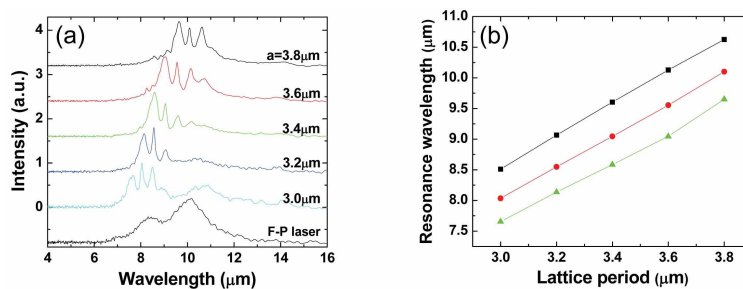 (a)
a=3.8μm
3.6μm
3.4μm
3.2μm
3.0μm
F-P laser
Intensity (a.u.)
4
3
2
1
0
4 6 8 10 12 14 16
Wavelength (μm)
(b)
Resonance wavelength (μm)
11.0
10.5
10.0
9.5
9.0
8.5
8.0
7.5
3.0 3.2 3.4 3.6 3.8
Lattice period (μm)